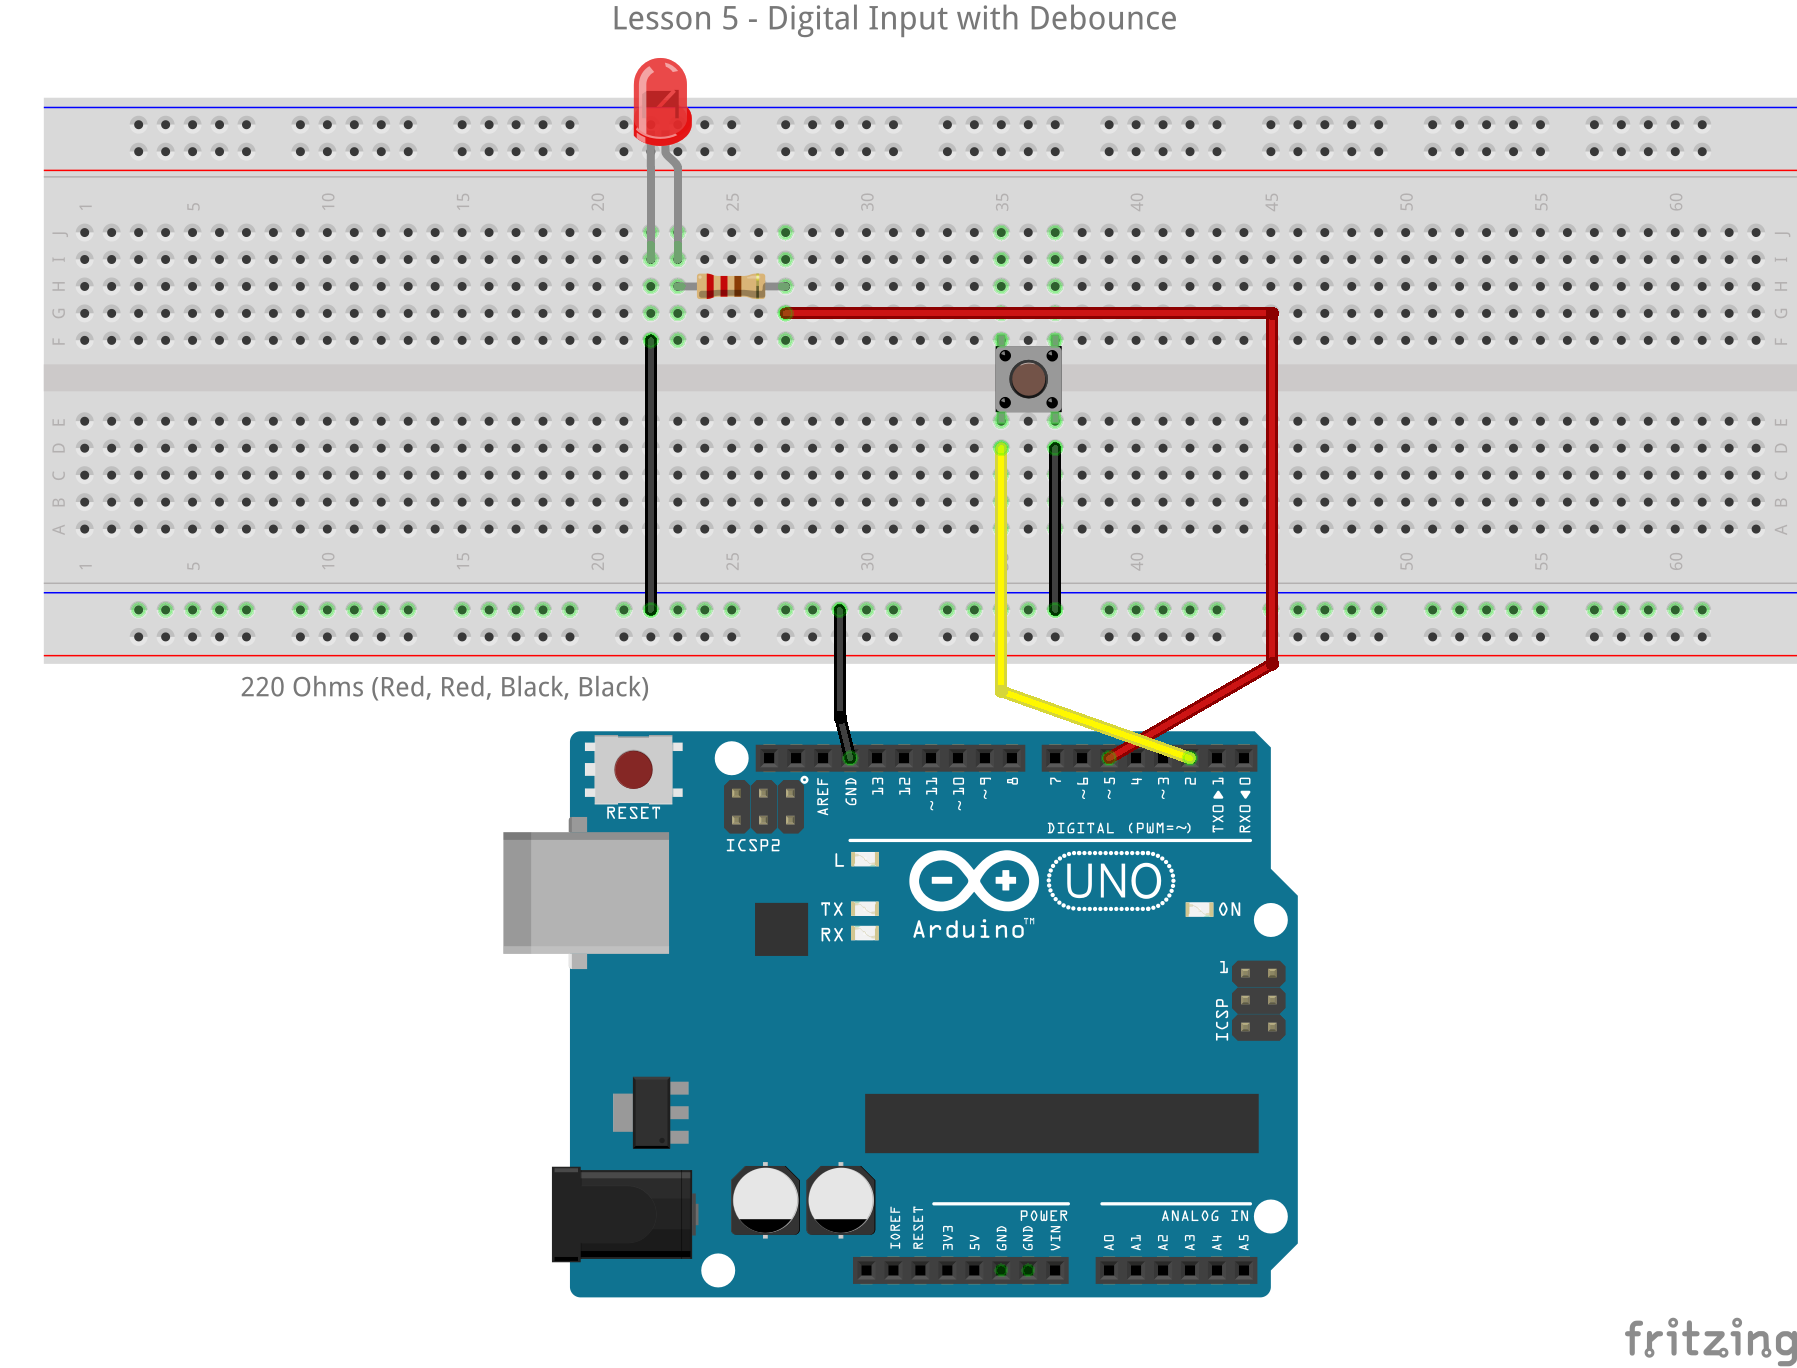 Lesson 5 - Digital Input with Debounce
1 5 10 15 20 25 30 35 40 45 50 55 60
J J
I I
H H
G G
F F
E E
D D
C C
B B
A A
1 5 10 15 20 25 30 40 50 55 60
220 Ohms (Red, Red, Black, Black)
RESET
ICSP2
AREF GND 13 12 ~11 ~10 ~9 8 7 ~6 ~5 4 ~3 2 TX0▶1 RX0◀0
DIGITAL (PWM=~)
L
TX
RX
UNO
Arduino™
ON
1
ICSP
POWER
ANALOG IN
IOREF RESET 3V3 5V GND GND VIN A0 A1 A2 A3 A4 A5
fritzing